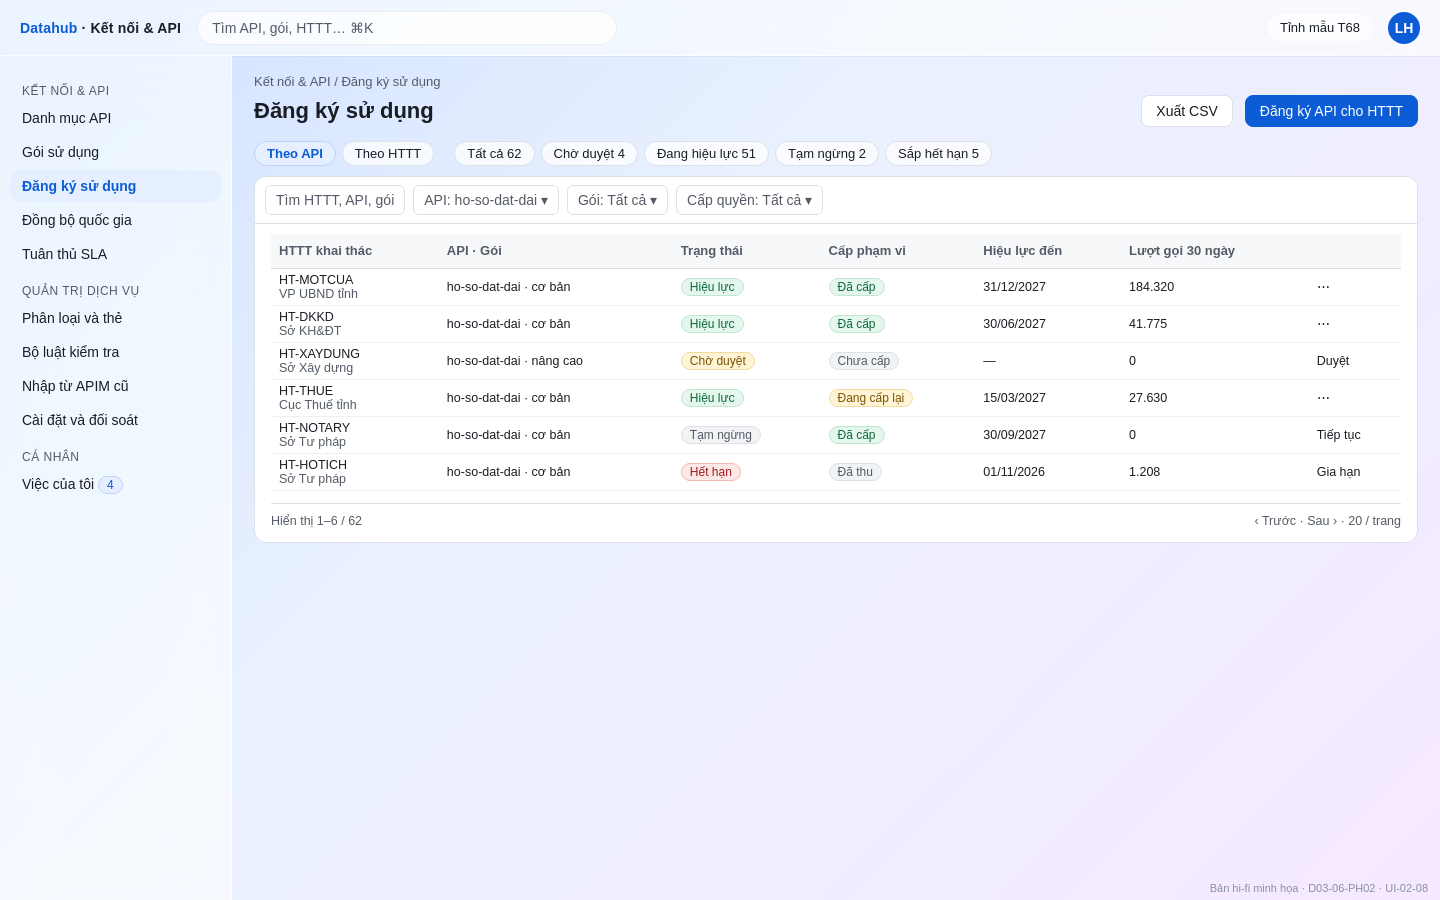 Datahub · Kết nối & API
Tìm API, gói, HTTT… ⌘K
Tỉnh mẫu T68
LH
KẾT NỐI & API
Danh mục API
Gói sử dụng
Đăng ký sử dụng
Đồng bộ quốc gia
Tuân thủ SLA
QUẢN TRỊ DỊCH VỤ
Phân loại và thẻ
Bộ luật kiểm tra
Nhập từ APIM cũ
Cài đặt và đối soát
CÁ NHÂN
Việc của tôi 4
Kết nối & API / Đăng ký sử dụng
Đăng ký sử dụng
Xuất CSV
Đăng ký API cho HTTT
Theo API
Theo HTTT
Tất cả 62
Chờ duyệt 4
Đang hiệu lực 51
Tạm ngừng 2
Sắp hết hạn 5
Tìm HTTT, API, gói
API: ho-so-dat-dai ▾
Gói: Tất cả ▾
Cấp quyền: Tất cả ▾
HTTT khai thác API · Gói Trạng thái Cấp phạm vi Hiệu lực đến Lượt gọi 30 ngày
HT-MOTCUA
VP UBND tỉnh
ho-so-dat-dai · cơ bản Hiệu lực Đã cấp 31/12/2027 184.320 ⋯
HT-DKKD
Sở KH&ĐT
ho-so-dat-dai · cơ bản Hiệu lực Đã cấp 30/06/2027 41.775 ⋯
HT-XAYDUNG
Sở Xây dựng
ho-so-dat-dai · nâng cao Chờ duyệt Chưa cấp — 0 Duyệt
HT-THUE
Cục Thuế tỉnh
ho-so-dat-dai · cơ bản Hiệu lực Đang cấp lại 15/03/2027 27.630 ⋯
HT-NOTARY
Sở Tư pháp
ho-so-dat-dai · cơ bản Tạm ngừng Đã cấp 30/09/2027 0 Tiếp tục
HT-HOTICH
Sở Tư pháp
ho-so-dat-dai · cơ bản Hết hạn Đã thu 01/11/2026 1.208 Gia hạn
Hiển thị 1–6 / 62
‹ Trước · Sau › · 20 / trang
Bản hi-fi minh họa · D03-06-PH02 · UI-02-08